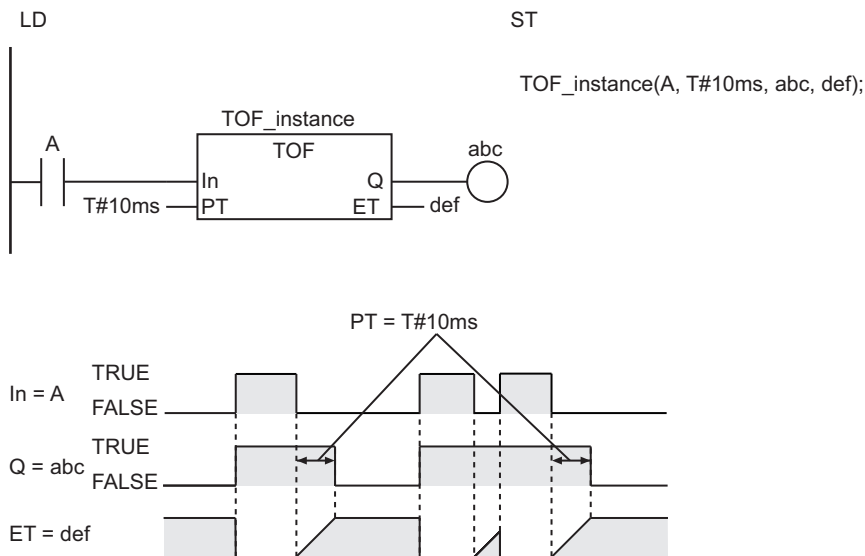 LD
ST
TOF_instance(A, T#10ms, abc, def);
TOF_instance
A
TOF
abc
In
Q
T#10ms
PT
ET
def
PT = T#10ms
In = A
TRUE
FALSE
Q = abc
TRUE
FALSE
ET = def